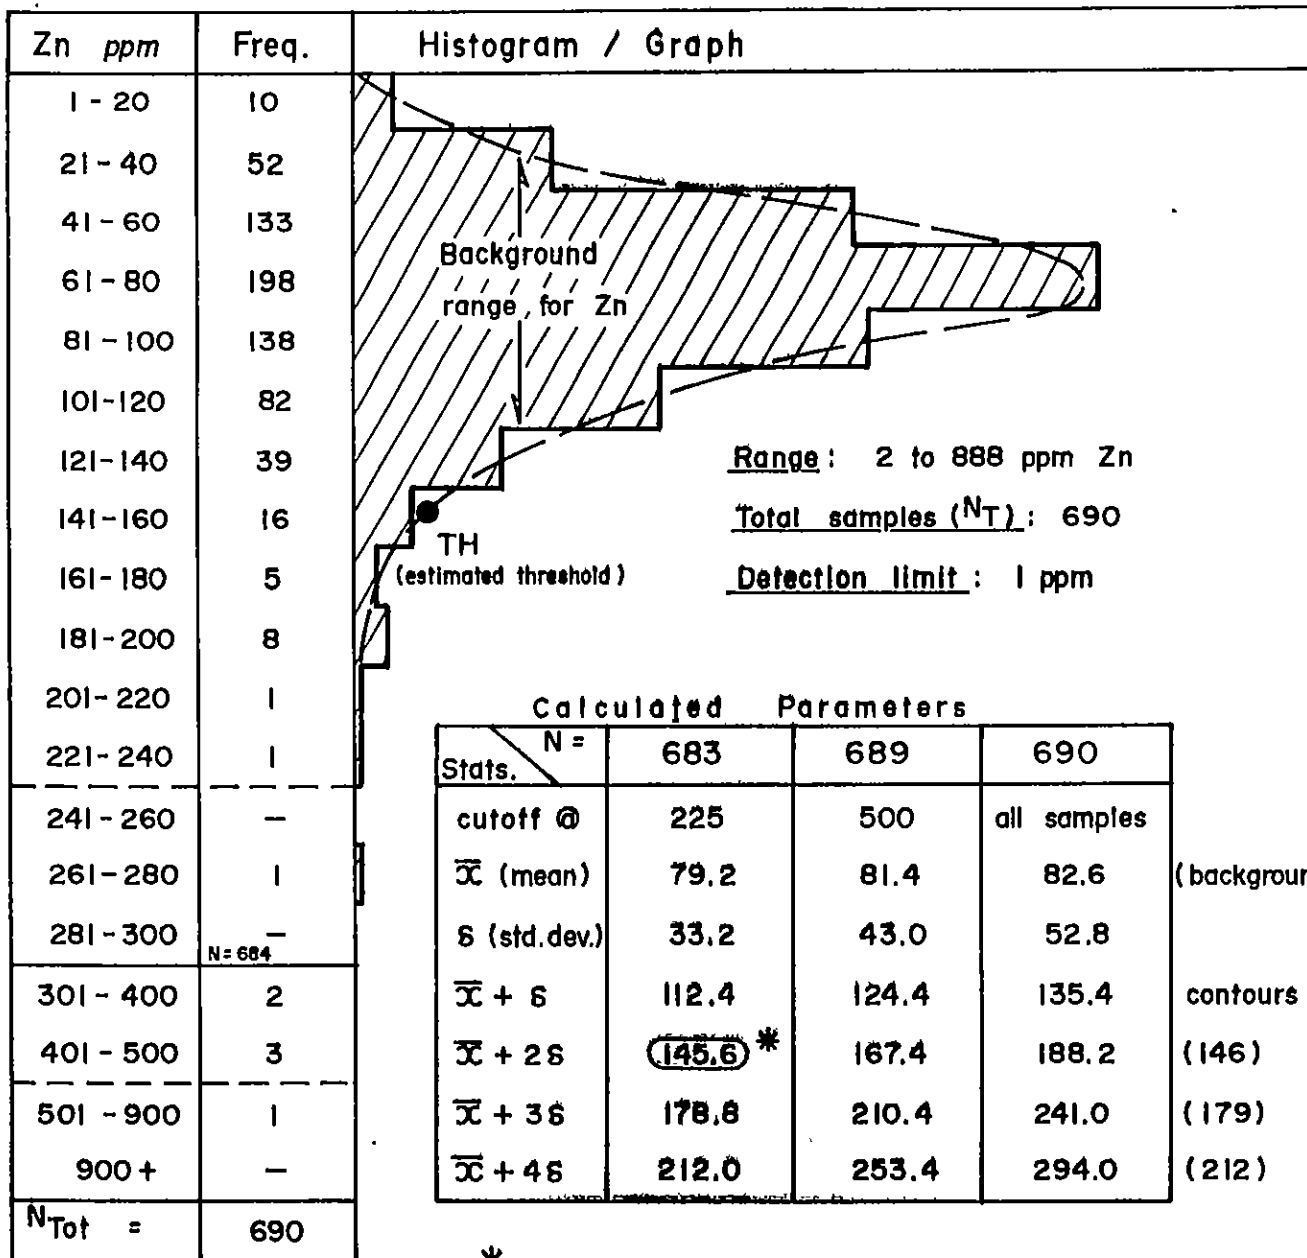 Zn ppm Freq. Histogram / Graph
1 - 20 10
21 - 40 52
41 - 60 133
61 - 80 198
81 - 100 138
101 - 120 82
121 - 140 39
141 - 160 16
161 - 180 5
181 - 200 8
201 - 220 1
221 - 240 1
241 - 260 —
261 - 280 1
281 - 300 —
N = 684
301 - 400 2
401 - 500 3
501 - 900 1
900 + —
NTot = 690
Background
range for Zn
TH
(estimated threshold)
Range : 2 to 888 ppm Zn
Total samples (NT) : 690
Detection limit : 1 ppm
Calculated Parameters
Stats. N = 683 689 690
cutoff @ 225 500 all samples
x̄ (mean) 79.2 81.4 82.6 (backgroun
S (std. dev.) 33.2 43.0 52.8
x̄ + S 112.4 124.4 135.4 contours
x̄ + 2S 145.6 * 167.4 188.2 (146)
x̄ + 3S 178.8 210.4 241.0 (179)
x̄ + 4S 212.0 253.4 294.0 (212)
*